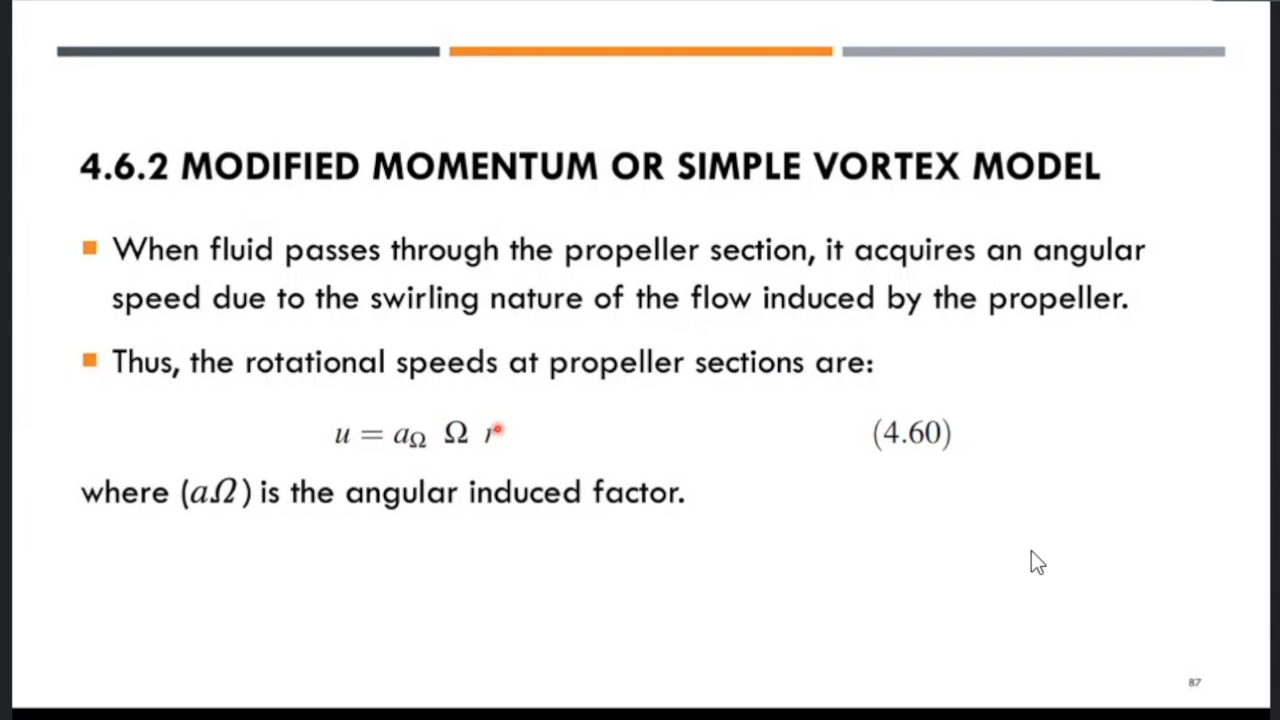 4.6.2 MODIFIED MOMENTUM OR SIMPLE VORTEX MODEL
▪ When fluid passes through the propeller section, it acquires an angular
speed due to the swirling nature of the flow induced by the propeller.
▪ Thus, the rotational speeds at propeller sections are:
u = a_Ω Ω r (4.60)
where (aΩ) is the angular induced factor.
87